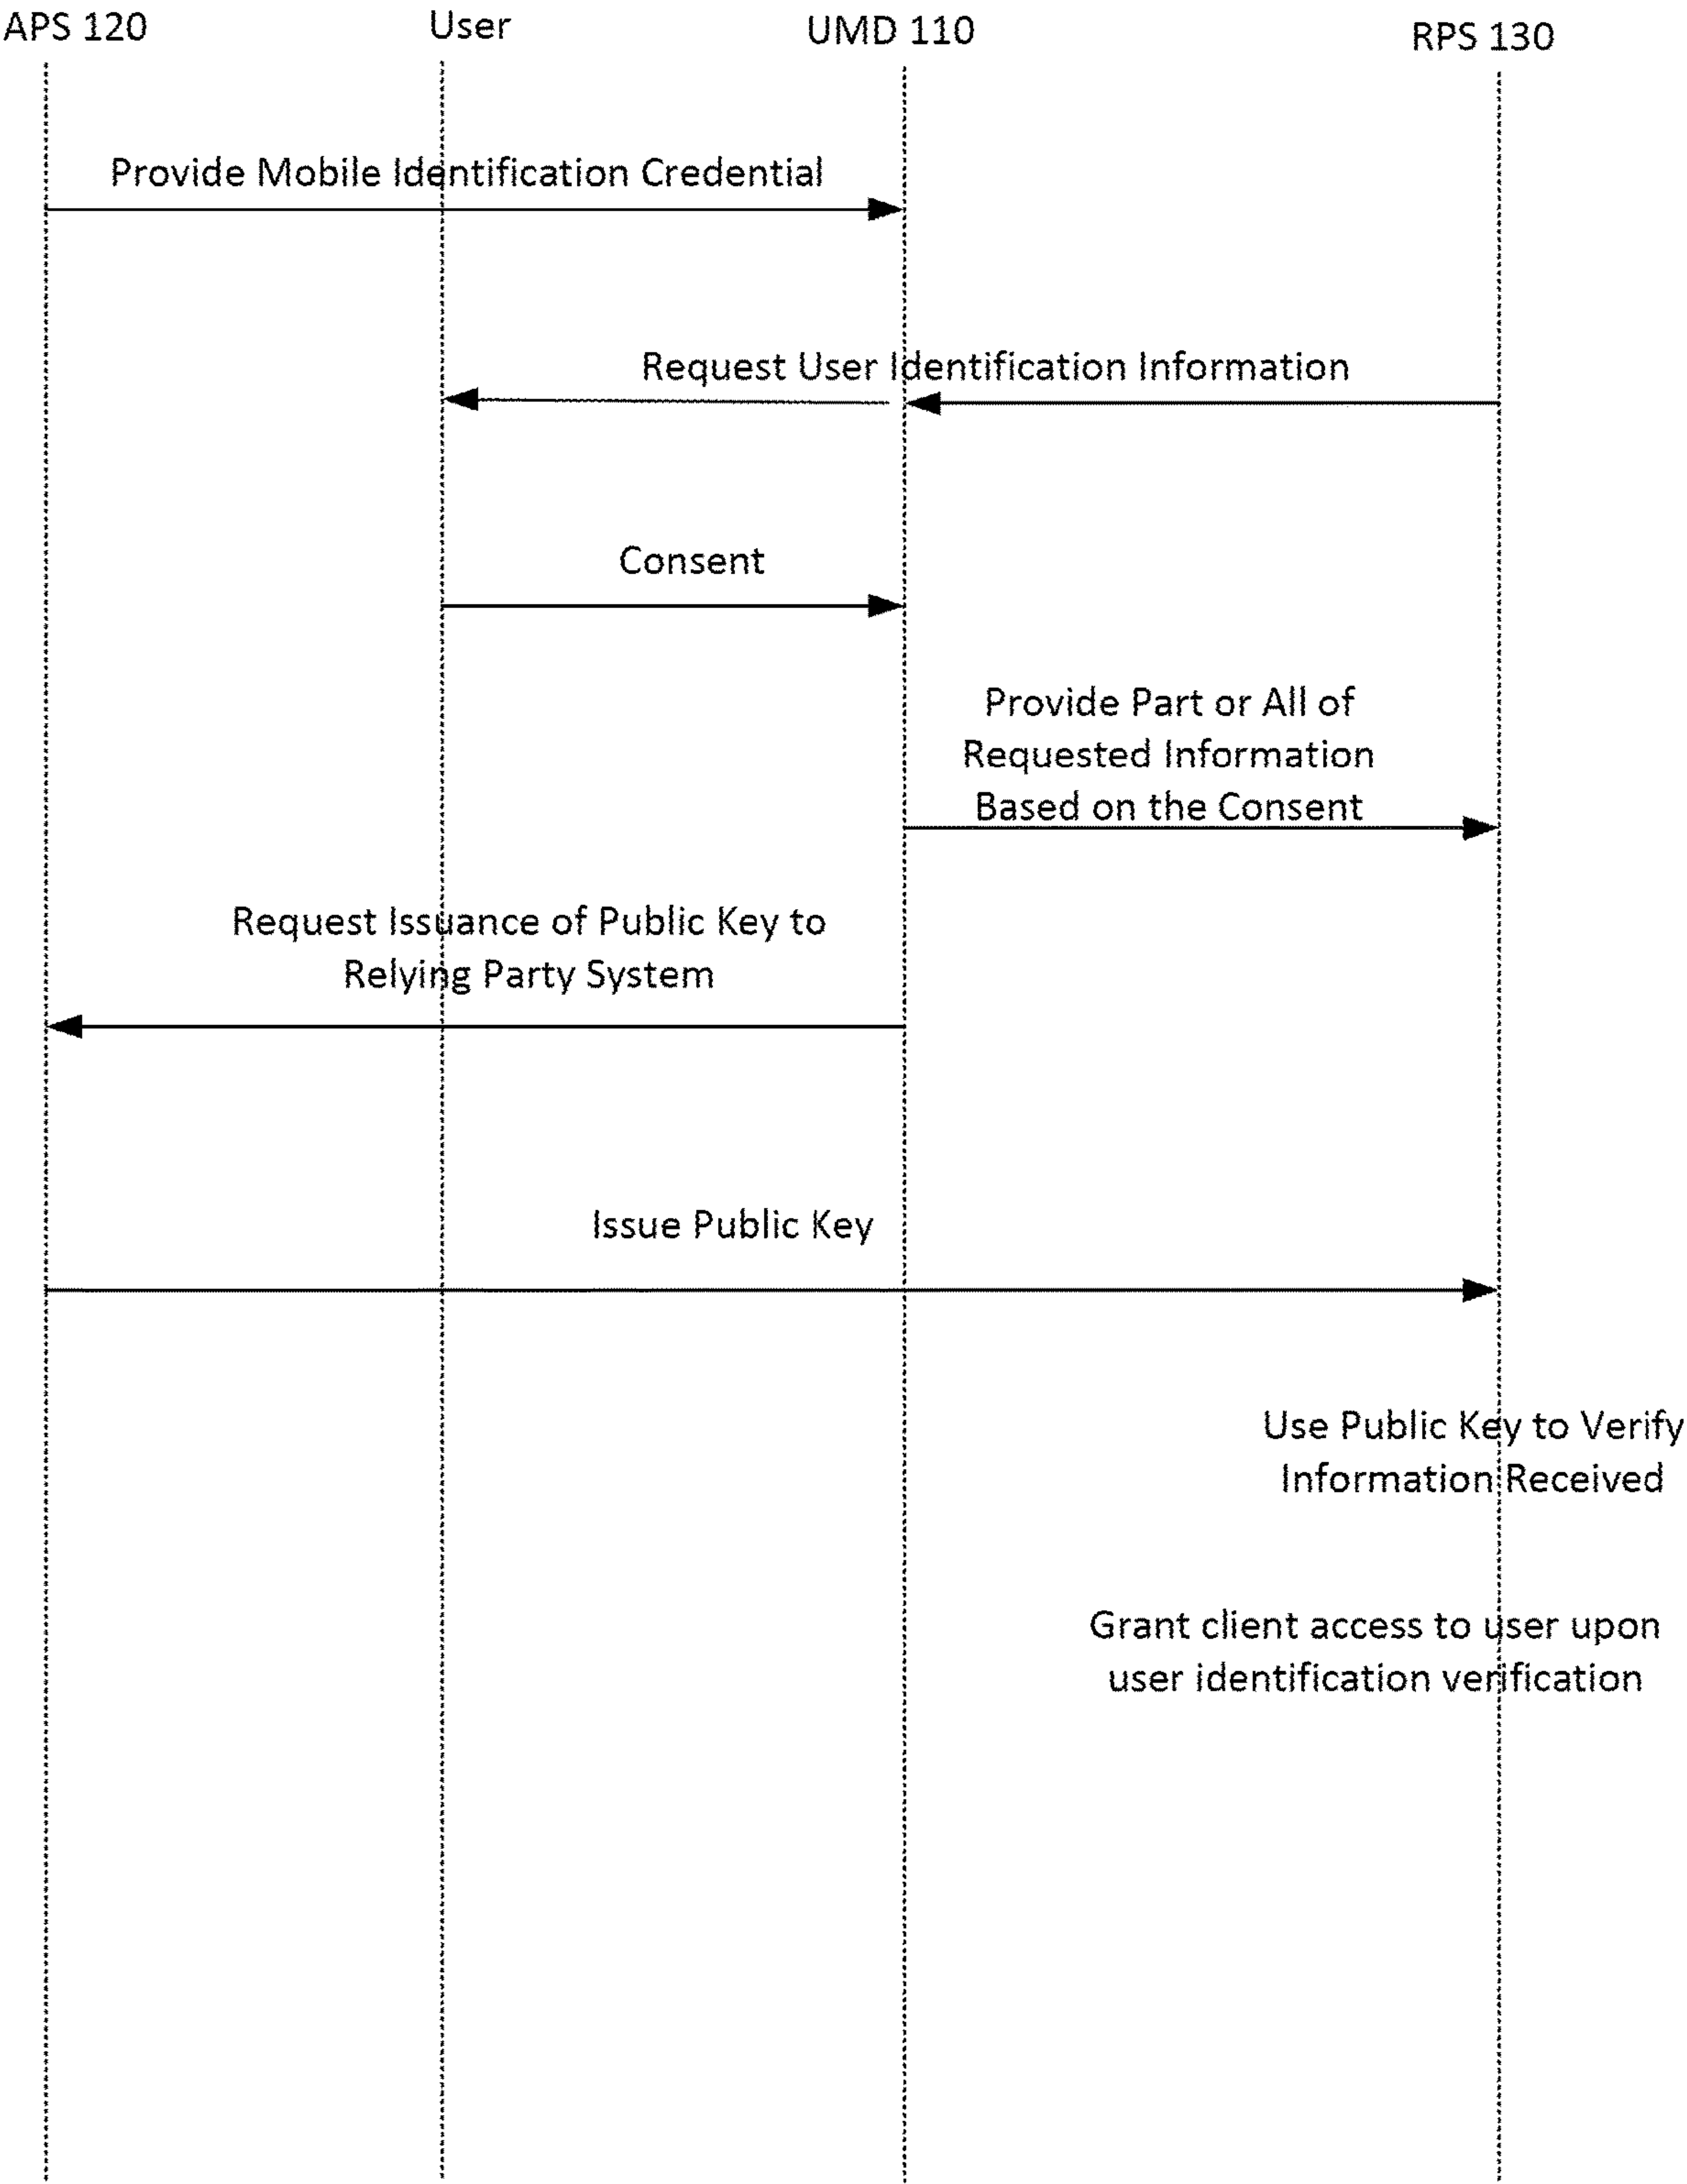 APS 120
User
UMD 110
RPS 130
Provide Mobile Identification Credential
Request User Identification Information
Consent
Provide Part or All of
Requested Information
Based on the Consent
Request Issuance of Public Key to
Relying Party System
Issue Public Key
Use Public Key to Verify
Information Received
Grant client access to user upon
user identification verification